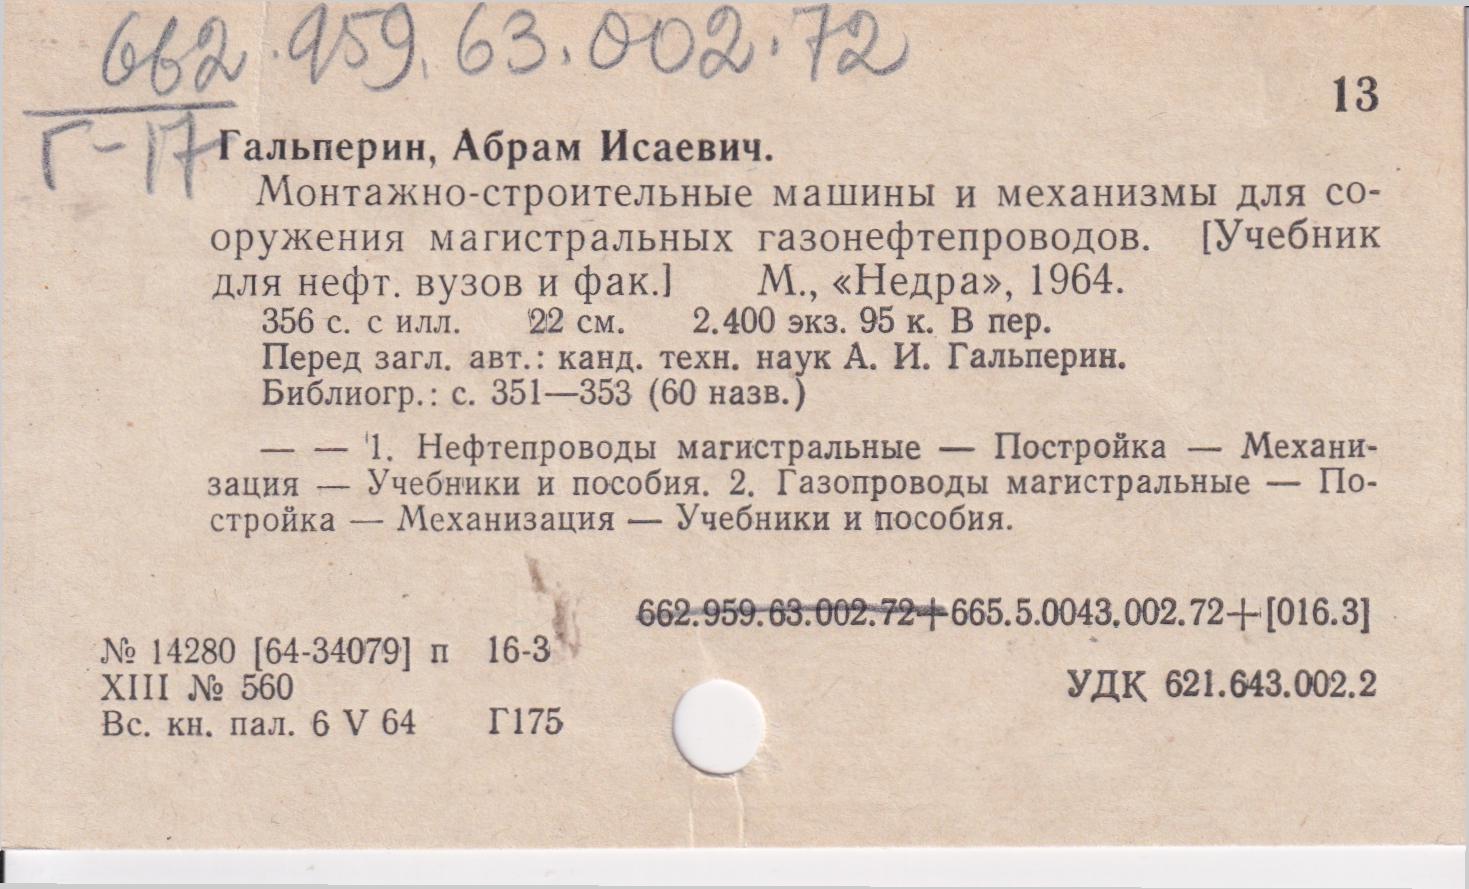 662.959.63.002.72
13
Г-17
Гальперин, Абрам Исаевич.
Монтажно-строительные машины и механизмы для со-
оружения магистральных газонефтепроводов. [Учебник
для нефт. вузов и фак.] М., «Недра», 1964.
356 с. с илл. 22 см. 2.400 экз. 95 к. В пер.
Перед загл. авт.: канд. техн. наук А. И. Гальперин.
Библиогр.: с. 351—353 (60 назв.)
— — 1. Нефтепроводы магистральные — Постройка — Механи-
зация — Учебники и пособия. 2. Газопроводы магистральные — По-
стройка — Механизация — Учебники и пособия.
662.959.63.002.72+665.5.0043.002.72+[016.3]
№ 14280 [64-34079] п 16-3
XIII № 560
УДК 621.643.002.2
Вс. кн. пал. 6 V 64 Г175